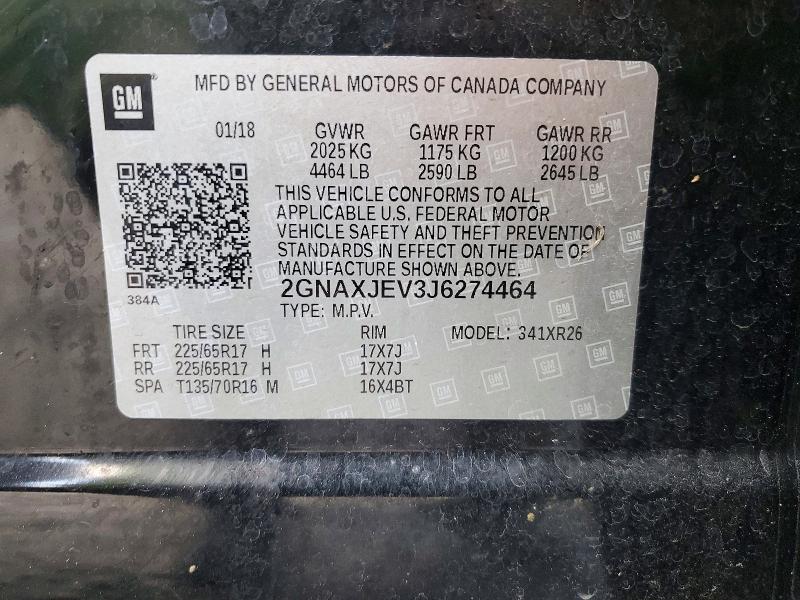 GM
MFD BY GENERAL MOTORS OF CANADA COMPANY
01/18 GVWR GAWR FRT GAWR RR
2025 KG 1175 KG 1200 KG
4464 LB 2590 LB 2645 LB
THIS VEHICLE CONFORMS TO ALL
APPLICABLE U.S. FEDERAL MOTOR
VEHICLE SAFETY AND THEFT PREVENTION
STANDARDS IN EFFECT ON THE DATE OF
MANUFACTURE SHOWN ABOVE.
384A
2GNAXJEV3J6274464
TYPE: M.P.V.
TIRE SIZE RIM MODEL: 341XR26
FRT 225/65R17 H 17X7J
RR 225/65R17 H 17X7J
SPA T135/70R16 M 16X4BT